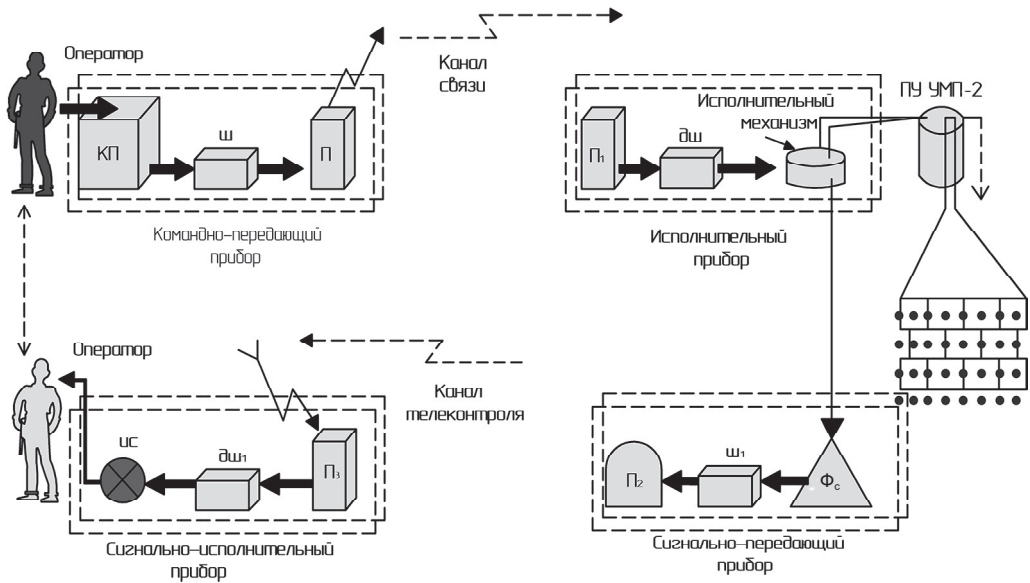 Оператор
КП
ш
П
Командно-передающий
прибор
Канал
связи
П₁
дш
Исполнительный
механизм
Исполнительный
прибор
ПУ УМП-2
Оператор
ис
дш₁
П₃
Сигнально-исполнительный
прибор
Канал
телеконтроля
П₂
ш₁
Фс
Сигнально-передающий
прибор